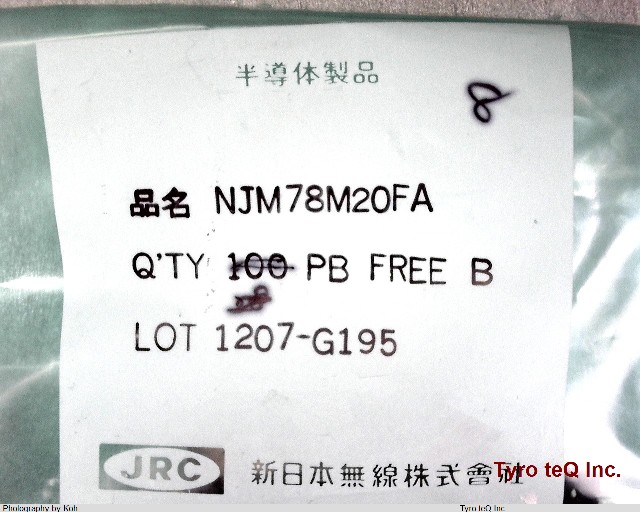 半導体製品
8
品名 NJM78M20FA
Q'TY 100 PB FREE B
LOT 1207-G195
JRC 新日本無線株式會社
Tyro teQ Inc.
Photography by Koh Tyro teQ Inc